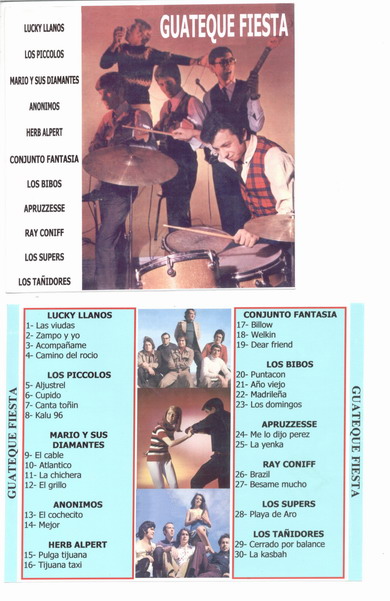 GUATEQUE FIESTA
LUCKY LLANOS
LOS PICCOLOS
MARIO Y SUS DIAMANTES
ANONIMOS
HERB ALPERT
CONJUNTO FANTASIA
LOS BIBOS
APRUZZESSE
RAY CONIFF
LOS SUPERS
LOS TAÑIDORES
GUATEQUE FIESTA
LUCKY LLANOS
1- Las viudas
2- Zampo y yo
3- Acompañame
4- Camino del rocio
LOS PICCOLOS
5- Aljustrel
6- Cupido
7- Canta toñin
8- Kalu 96
MARIO Y SUS
DIAMANTES
9- El cable
10- Atlantico
11- La chichera
12- El grillo
ANONIMOS
13- El cochecito
14- Mejor
HERB ALPERT
15- Pulga tijuana
16- Tijuana taxi
CONJUNTO FANTASIA
17- Billow
18- Welkin
19- Dear friend
LOS BIBOS
20- Puntacon
21- Año viejo
22- Madrileña
23- Los domingos
APRUZZESSE
24- Me lo dijo perez
25- La yenka
RAY CONIFF
26- Brazil
27- Besame mucho
LOS SUPERS
28- Playa de Aro
LOS TAÑIDORES
29- Cerrado por balance
30- La kasbah
GUATEQUE FIESTA